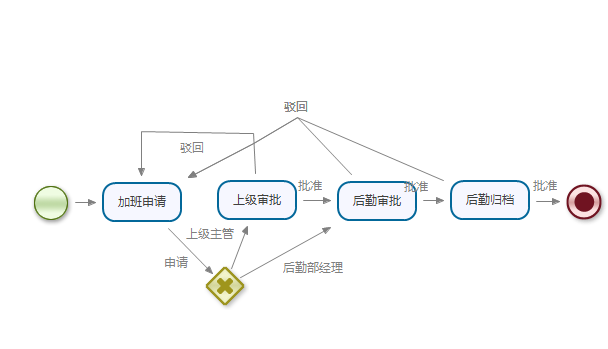 驳回
驳回
加班申请
上级审批
批准
后勤审批
批准
后勤归档
批准
上级主管
申请
后勤部经理